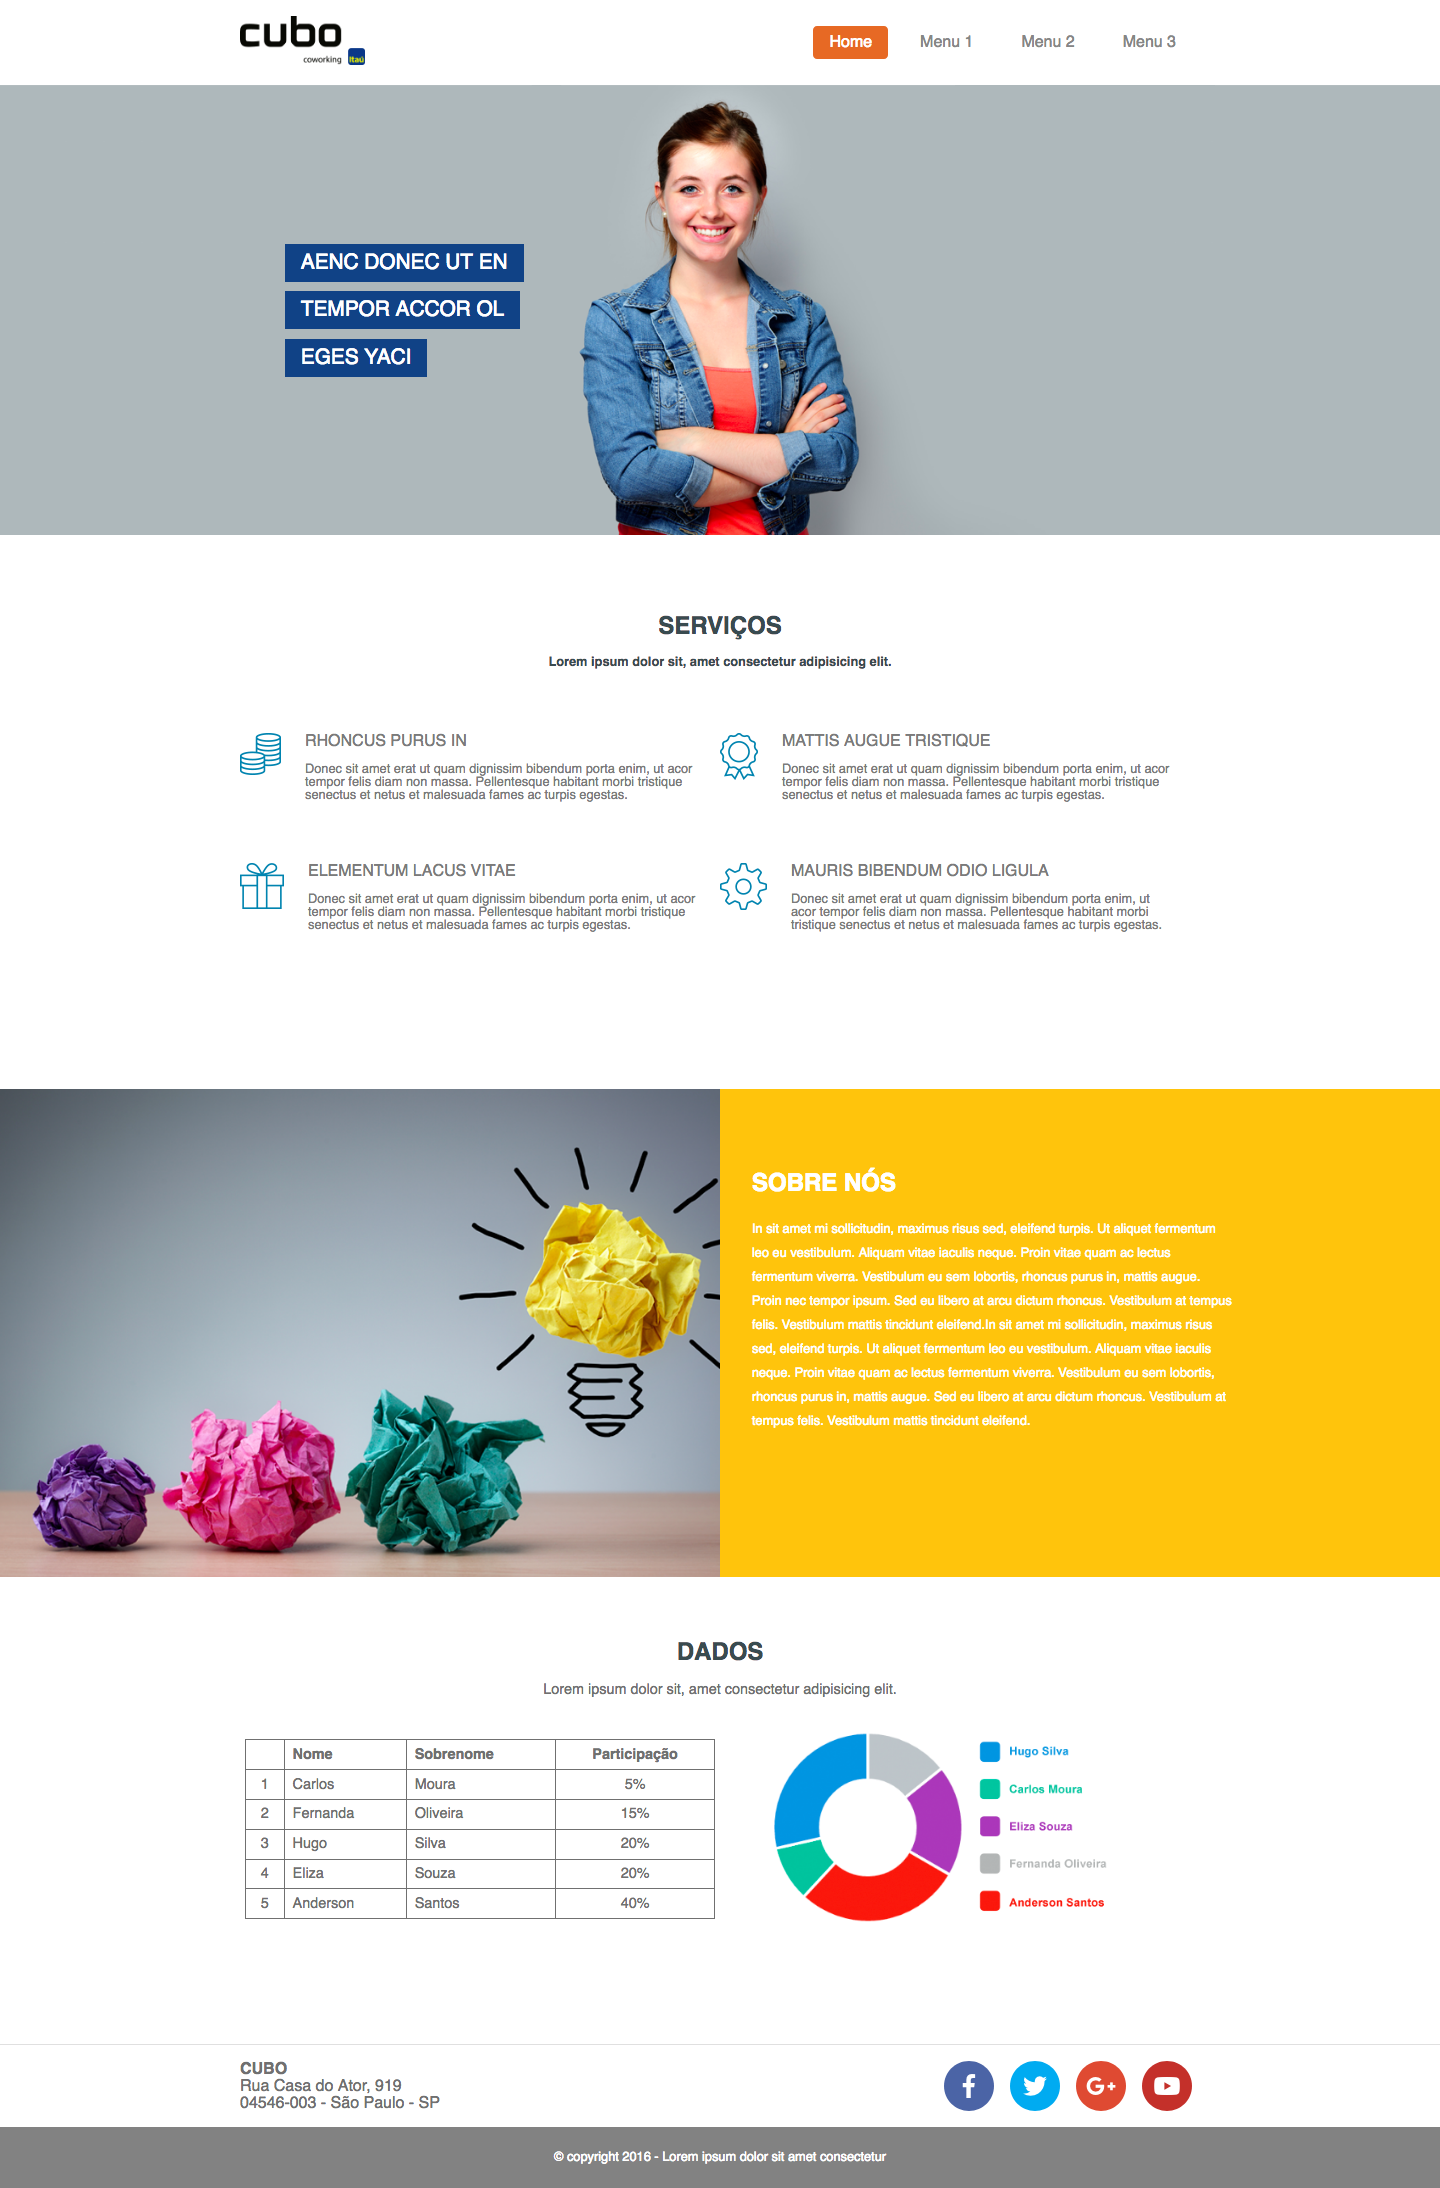 cubo
coworking Itaú
Home Menu 1 Menu 2 Menu 3
AENC DONEC UT EN
TEMPOR ACCOR OL
EGES YACI
SERVIÇOS
Lorem ipsum dolor sit, amet consectetur adipisicing elit.
RHONCUS PURUS IN
Donec sit amet erat ut quam dignissim bibendum porta enim, ut acor
tempor felis diam non massa. Pellentesque habitant morbi tristique
senectus et netus et malesuada fames ac turpis egestas.
MATTIS AUGUE TRISTIQUE
Donec sit amet erat ut quam dignissim bibendum porta enim, ut acor
tempor felis diam non massa. Pellentesque habitant morbi tristique
senectus et netus et malesuada fames ac turpis egestas.
ELEMENTUM LACUS VITAE
Donec sit amet erat ut quam dignissim bibendum porta enim, ut acor
tempor felis diam non massa. Pellentesque habitant morbi tristique
senectus et netus et malesuada fames ac turpis egestas.
MAURIS BIBENDUM ODIO LIGULA
Donec sit amet erat ut quam dignissim bibendum porta enim, ut
acor tempor felis diam non massa. Pellentesque habitant morbi
tristique senectus et netus et malesuada fames ac turpis egestas.
SOBRE NÓS
In sit amet mi sollicitudin, maximus risus sed, eleifend turpis. Ut aliquet fermentum
leo eu vestibulum. Aliquam vitae iaculis neque. Proin vitae quam ac lectus
fermentum viverra. Vestibulum eu sem lobortis, rhoncus purus in, mattis augue.
Proin nec tempor ipsum. Sed eu libero at arcu dictum rhoncus. Vestibulum at tempus
felis. Vestibulum mattis tincidunt eleifend.In sit amet mi sollicitudin, maximus risus
sed, eleifend turpis. Ut aliquet fermentum leo eu vestibulum. Aliquam vitae iaculis
neque. Proin vitae quam ac lectus fermentum viverra. Vestibulum eu sem lobortis,
rhoncus purus in, mattis augue. Sed eu libero at arcu dictum rhoncus. Vestibulum at
tempus felis. Vestibulum mattis tincidunt eleifend.
DADOS
Lorem ipsum dolor sit, amet consectetur adipisicing elit.
Nome Sobrenome Participação
1 Carlos Moura 5%
2 Fernanda Oliveira 15%
3 Hugo Silva 20%
4 Eliza Souza 20%
5 Anderson Santos 40%
Hugo Silva
Carlos Moura
Eliza Souza
Fernanda Oliveira
Anderson Santos
CUBO
Rua Casa do Ator, 919
04546-003 - São Paulo - SP
© copyright 2016 - Lorem ipsum dolor sit amet consectetur